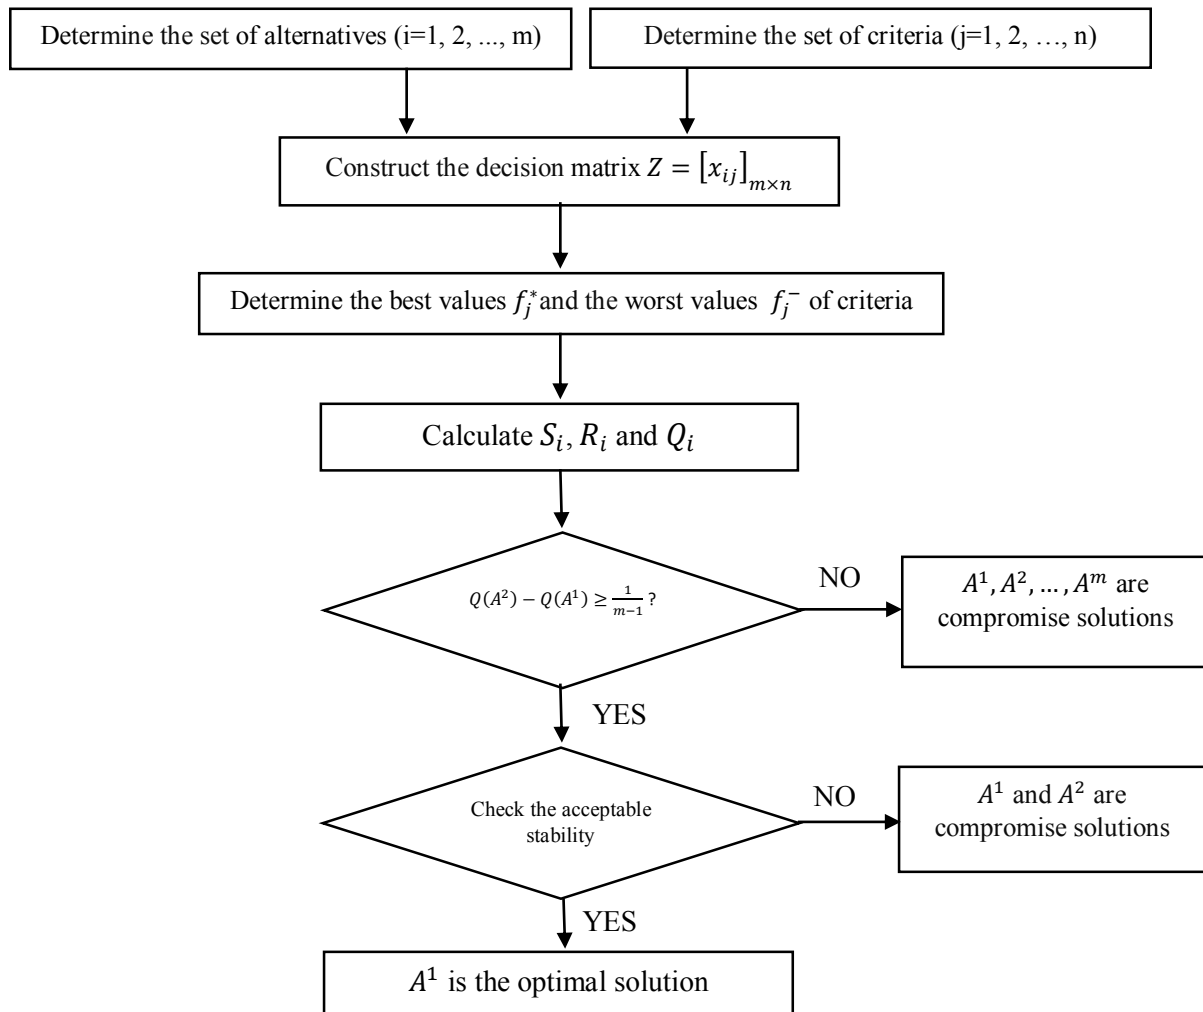 Determine the set of alternatives (i=1, 2, ..., m)
Determine the set of criteria (j=1, 2, …, n)
Construct the decision matrix Z = [x_{ij}]_{m×n}
Determine the best values f_j^* and the worst values f_j^- of criteria
Calculate S_i, R_i and Q_i
Q(A^2) − Q(A^1) ≥ \frac{1}{m−1} ?
NO
A^1, A^2, … , A^m are
compromise solutions
YES
Check the acceptable
stability
NO
A^1 and A^2 are
compromise solutions
YES
A^1 is the optimal solution